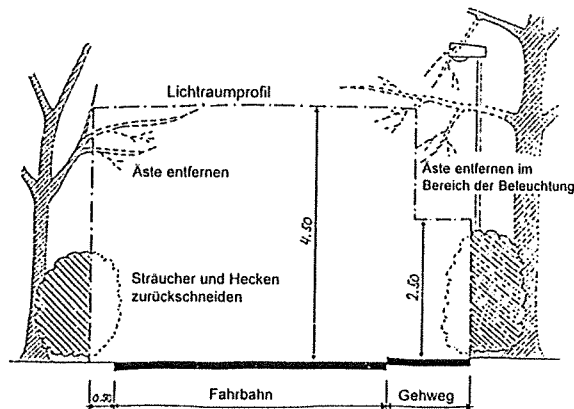 Lichtraumprofil
Äste entfernen
Äste entfernen im
Bereich der Beleuchtung
4.50
Sträucher und Hecken
zurückschneiden
2.50
0.50
Fahrbahn
Gehweg